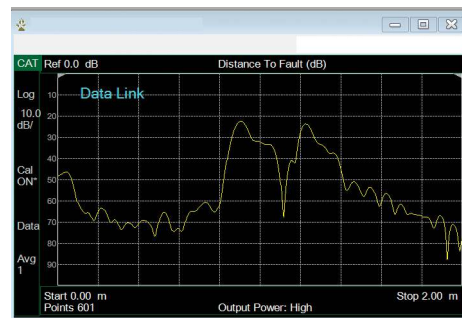 CAT Ref 0.0 dB Distance To Fault (dB)
Log
10.0
dB/
Data Link
10
20
30
40
50
60
70
80
90
Cal
ON"
Data
Avg
1
Start 0.00 m Stop 2.00 m
Points 601 Output Power: High